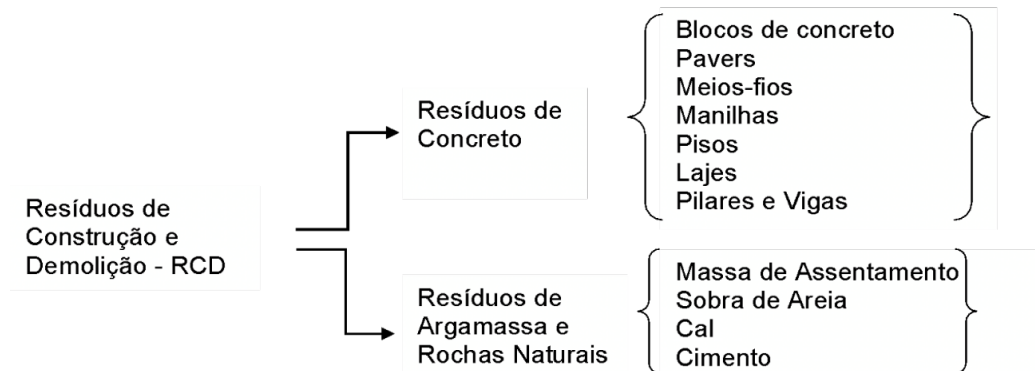 Resíduos de
Construção e
Demolição - RCD
Resíduos de
Concreto
Blocos de concreto
Pavers
Meios-fios
Manilhas
Pisos
Lajes
Pilares e Vigas
Resíduos de
Argamassa e
Rochas Naturais
Massa de Assentamento
Sobra de Areia
Cal
Cimento